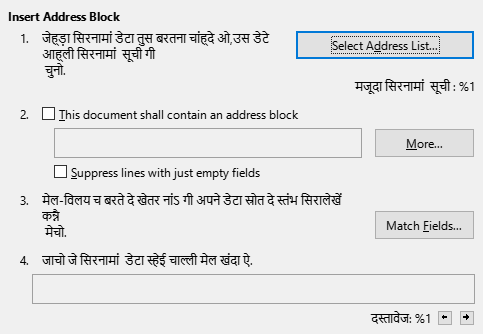 Insert Address Block
1. जेह्ड़ा सिरनामां डेटा तुस बरतना चांह्‌दे ओ,उस डेटे
आह्‌ली सिरनामां सूची गी
चुनो.
Select Address List...
मजूदा सिरनामां सूची : %1
2. This document shall contain an address block
More...
Suppress lines with just empty fields
3. मेल-विलय च बरते दे खेतर नांऽ गी अपने डेटा स्रोत दे स्तंभ सिरालेखें
कन्नै
मेचो.
Match Fields...
4. जाचो जे सिरनामां डेटा स्हेई चाल्ली मेल खंदा ऐ.
दस्तावेज: %1